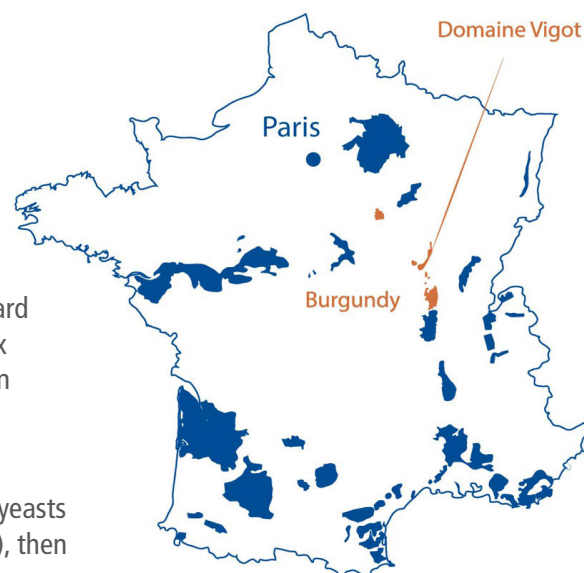 Domaine Vigot
Paris
Burgundy
ard
x
n
yeasts
), then